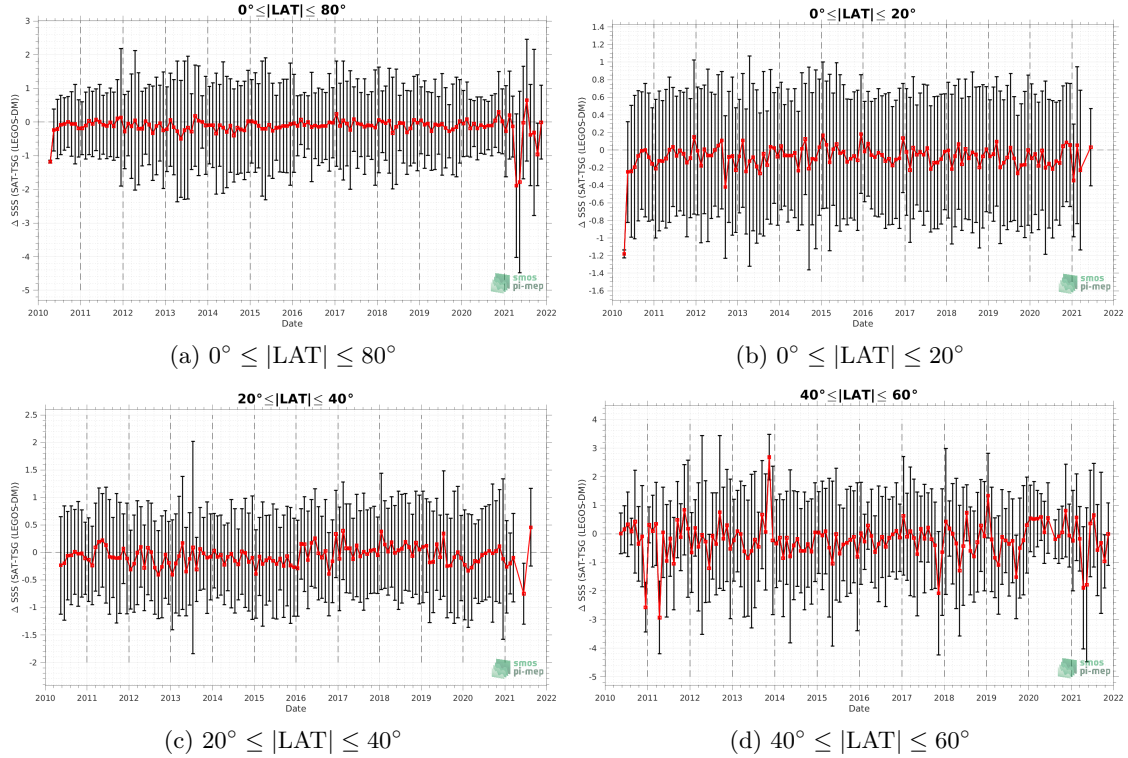 0°≤|LAT|≤ 80°
3
2
1
0
-1
-2
-3
-4
-5
Δ SSS (SAT-TSG (LEGOS-DM))
2010 2011 2012 2013 2014 2015 2016 2017 2018 2019 2020 2021 2022
Date
smos
pi-mep
(a) 0° ≤ |LAT| ≤ 80°
0°≤|LAT|≤ 20°
1.4
1.2
1
0.8
0.6
0.4
0.2
0
-0.2
-0.4
-0.6
-0.8
-1
-1.2
-1.4
-1.6
Δ SSS (SAT-TSG (LEGOS-DM))
2010 2011 2012 2013 2014 2015 2016 2017 2018 2019 2020 2021 2022
Date
smos
pi-mep
(b) 0° ≤ |LAT| ≤ 20°
20°≤|LAT|≤ 40°
2.5
2
1.5
1
0.5
0
-0.5
-1
-1.5
-2
Δ SSS (SAT-TSG (LEGOS-DM))
2010 2011 2012 2013 2014 2015 2016 2017 2018 2019 2020 2021 2022
Date
smos
pi-mep
(c) 20° ≤ |LAT| ≤ 40°
40°≤|LAT|≤ 60°
4
3
2
1
0
-1
-2
-3
-4
-5
Δ SSS (SAT-TSG (LEGOS-DM))
2010 2011 2012 2013 2014 2015 2016 2017 2018 2019 2020 2021 2022
Date
smos
pi-mep
(d) 40° ≤ |LAT| ≤ 60°